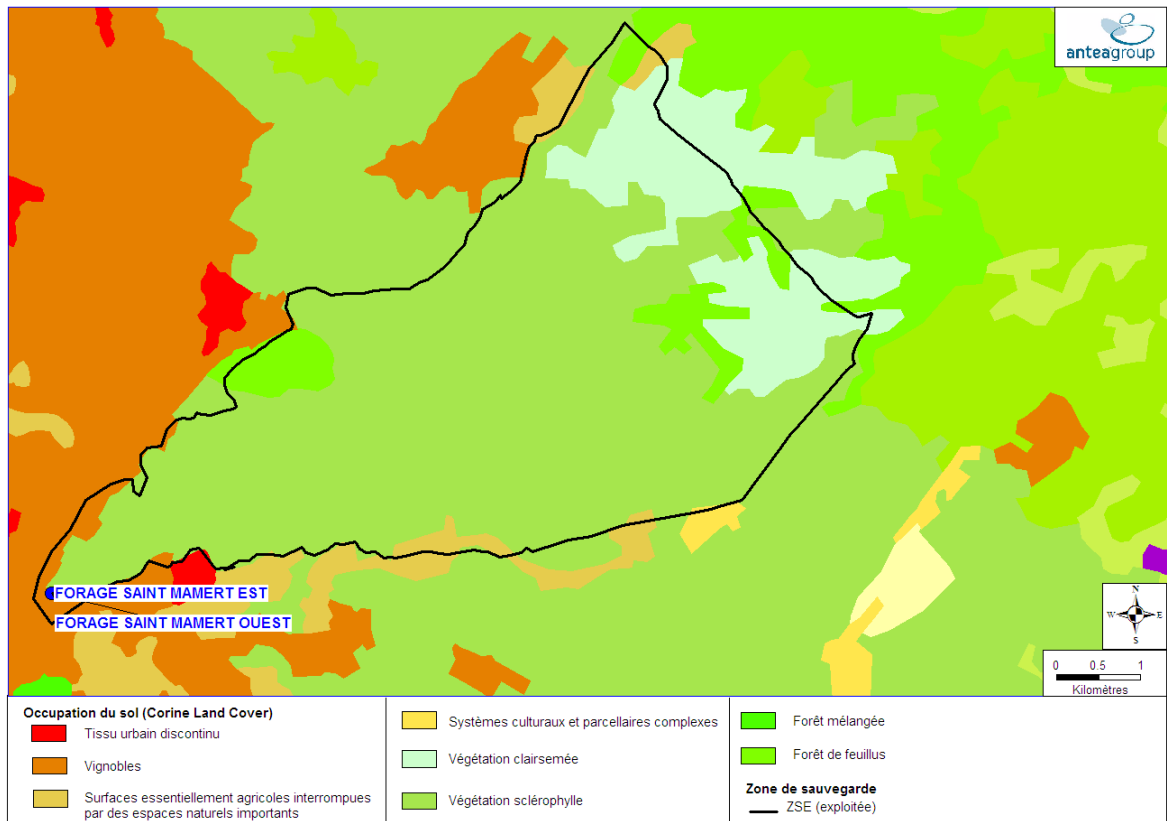 anteagroup
FORAGE SAINT MAMERT EST
FORAGE SAINT MAMERT OUEST
N
W E
S
0 0.5 1
Kilomètres
Occupation du sol (Corine Land Cover)
Tissu urbain discontinu
Vignobles
Surfaces essentiellement agricoles interrompues
par des espaces naturels importants
Systèmes culturaux et parcellaires complexes
Végétation clairsemée
Végétation sclérophylle
Forêt mélangée
Forêt de feuillus
Zone de sauvegarde
ZSE (exploitée)